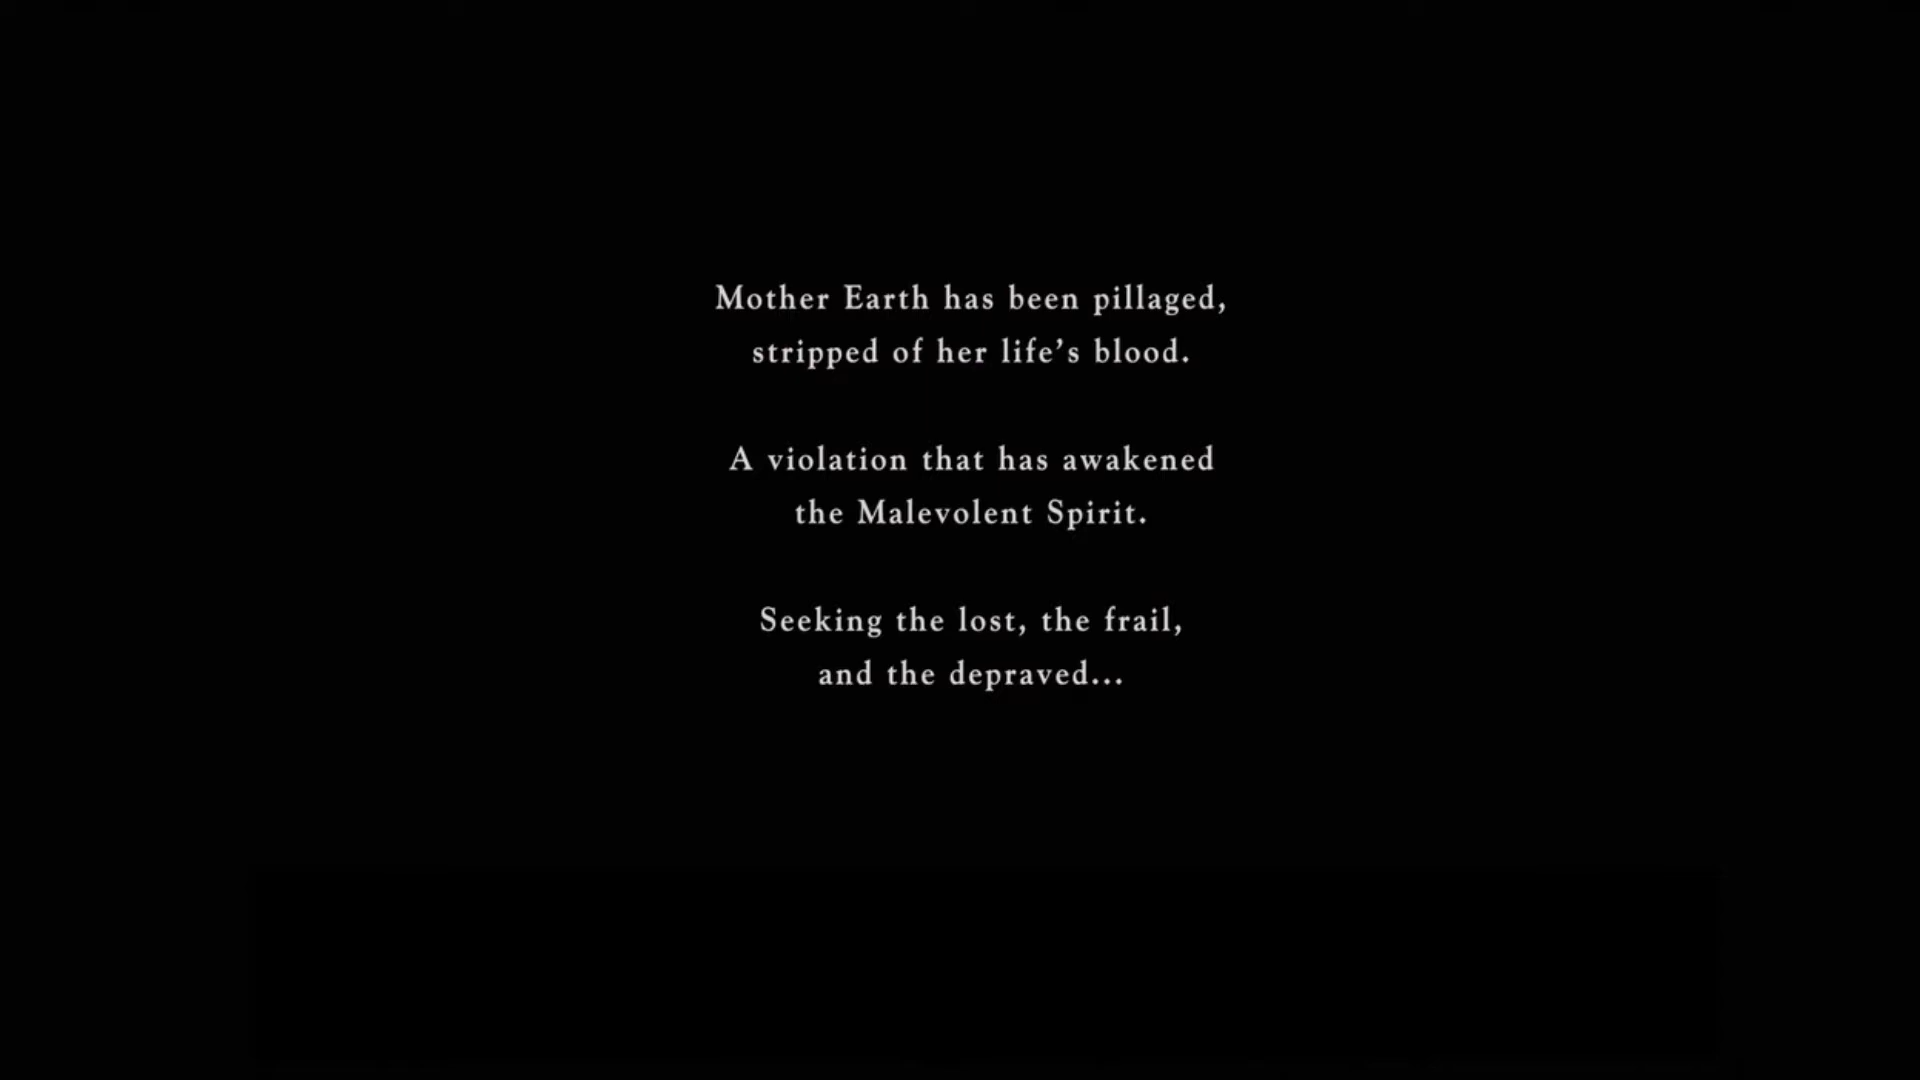 Mother Earth has been pillaged,
stripped of her life’s blood.
A violation that has awakened
the Malevolent Spirit.
Seeking the lost, the frail,
and the depraved...